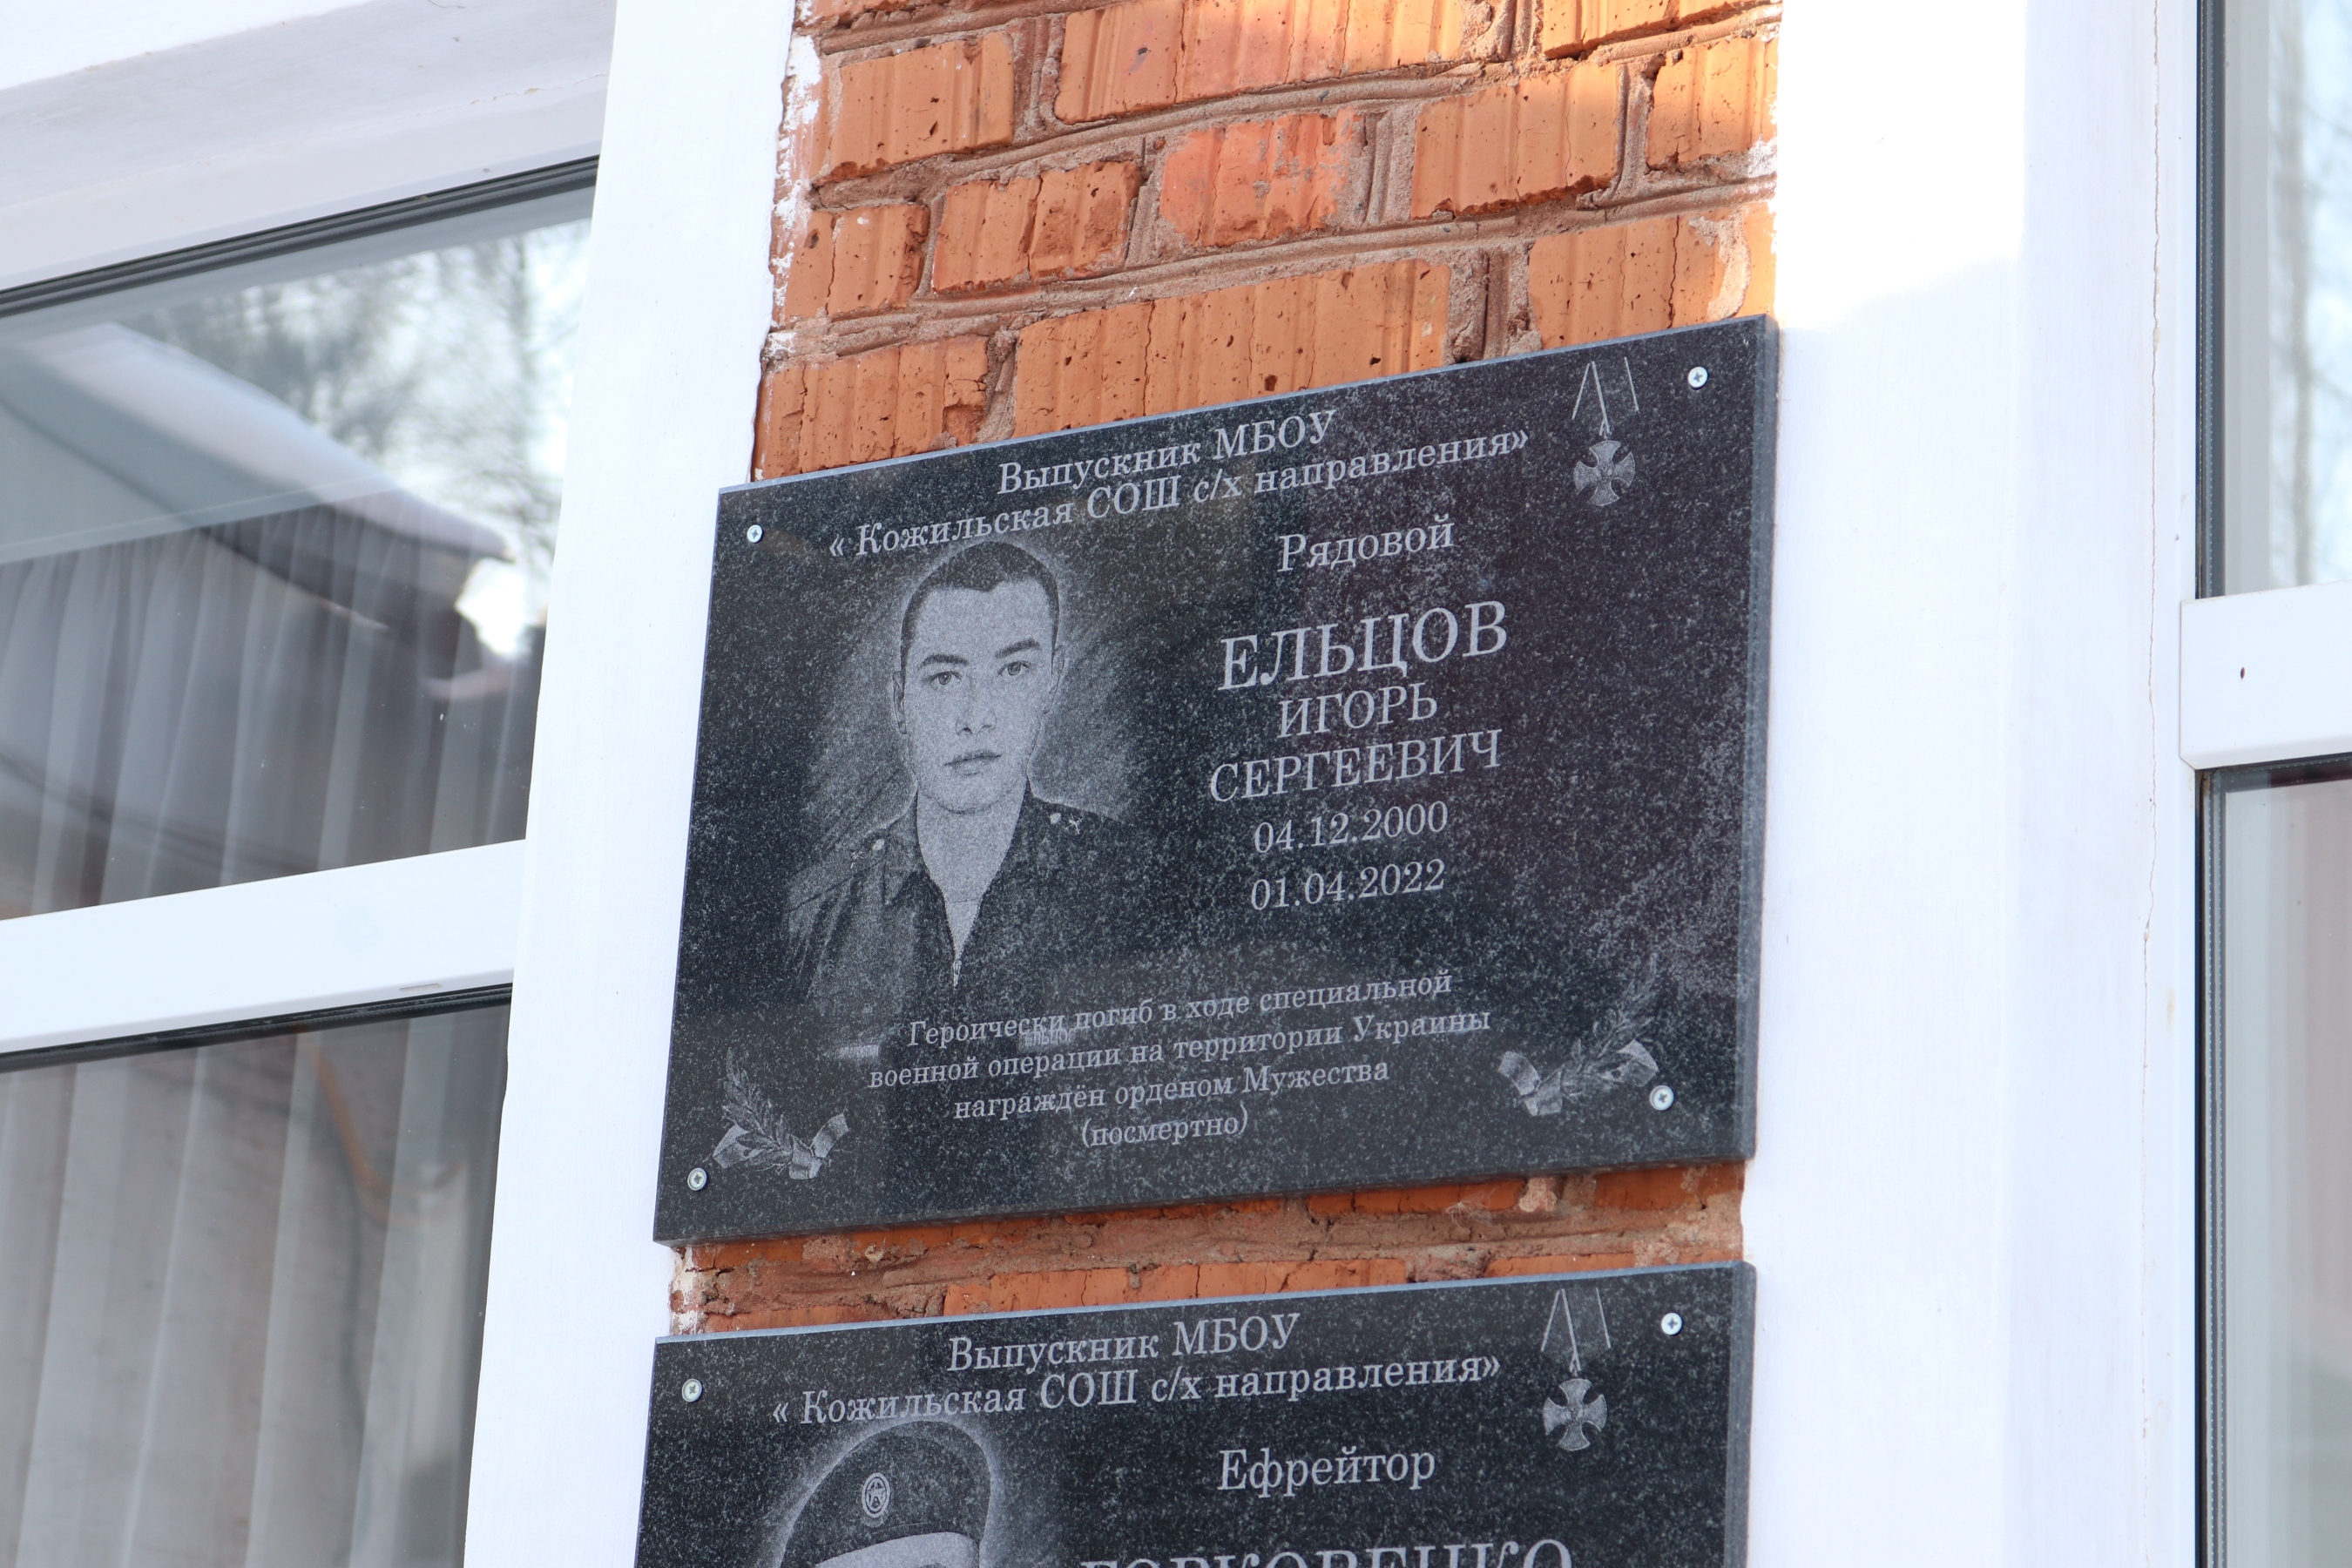 Выпускник МБОУ
« Кожильская СОШ с/х направления»
Рядовой
ЕЛЬЦОВ
ИГОРЬ
СЕРГЕЕВИЧ
04.12.2000
01.04.2022
Героически погиб в ходе специальной
военной операции на территории Украины
награждён орденом Мужества
(посмертно)
Выпускник МБОУ
« Кожильская СОШ с/х направления»
Ефрейтор